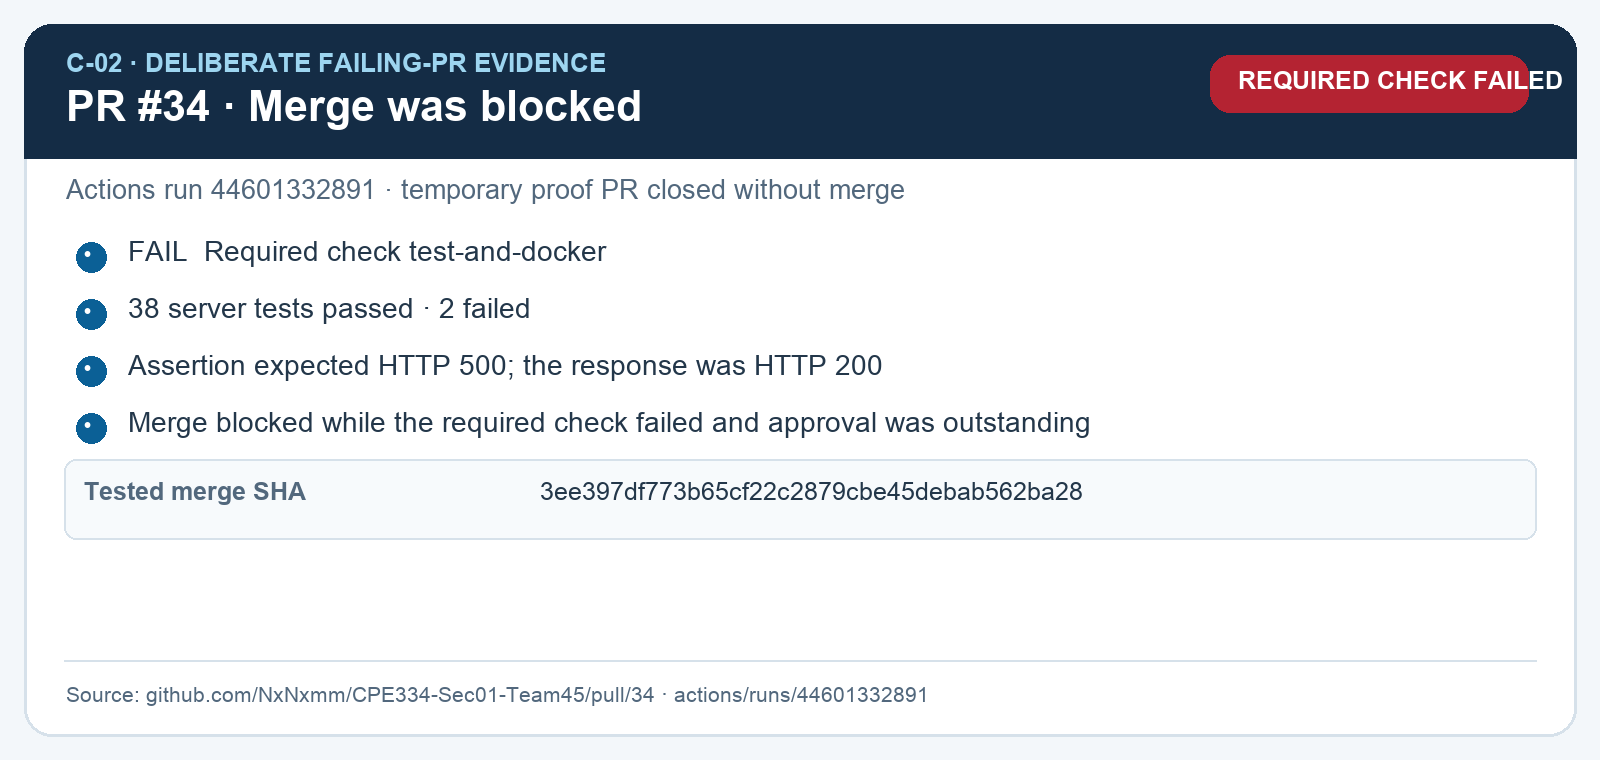 C-02 · DELIBERATE FAILING-PR EVIDENCE
PR #34 · Merge was blocked
REQUIRED CHECK FAILED
Actions run 44601332891 · temporary proof PR closed without merge
FAIL  Required check test-and-docker
38 server tests passed · 2 failed
Assertion expected HTTP 500; the response was HTTP 200
Merge blocked while the required check failed and approval was outstanding
Tested merge SHA 3ee397df773b65cf22c2879cbe45debab562ba28
Source: github.com/NxNxmm/CPE334-Sec01-Team45/pull/34 · actions/runs/44601332891